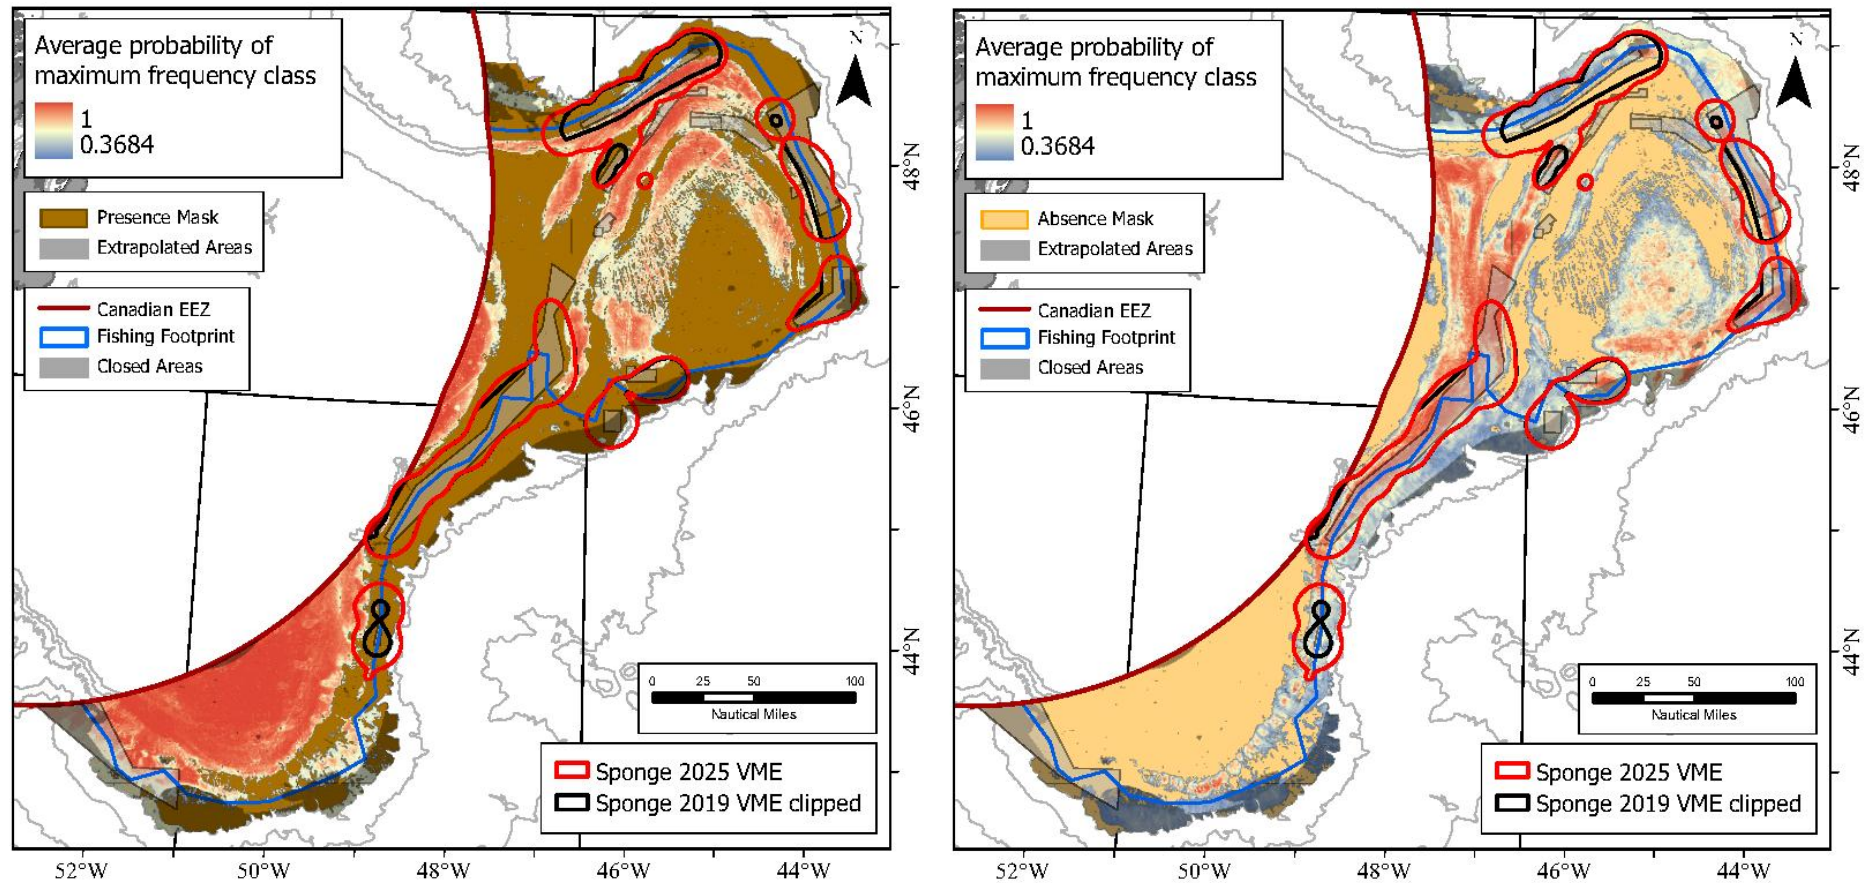 Average probability of
maximum frequency class
1
0.3684
Presence Mask
Extrapolated Areas
Canadian EEZ
Fishing Footprint
Closed Areas
N
48°N
46°N
44°N
0 25 50 100
Nautical Miles
Sponge 2025 VME
Sponge 2019 VME clipped
52°W 50°W 48°W 46°W 44°W
Average probability of
maximum frequency class
1
0.3684
Absence Mask
Extrapolated Areas
Canadian EEZ
Fishing Footprint
Closed Areas
N
48°N
46°N
44°N
0 25 50 100
Nautical Miles
Sponge 2025 VME
Sponge 2019 VME clipped
52°W 50°W 48°W 46°W 44°W